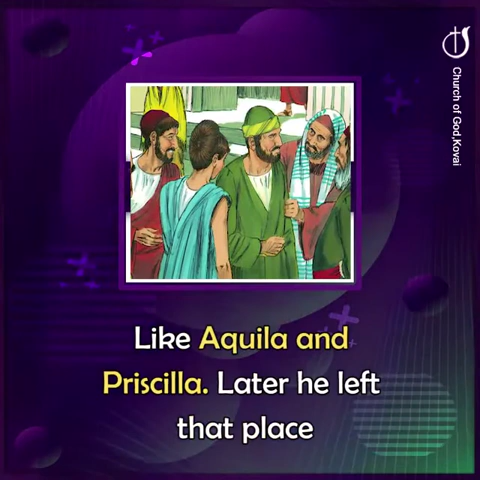 Church of God,Kovai
Like Aquila and
Priscilla. Later he left
that place